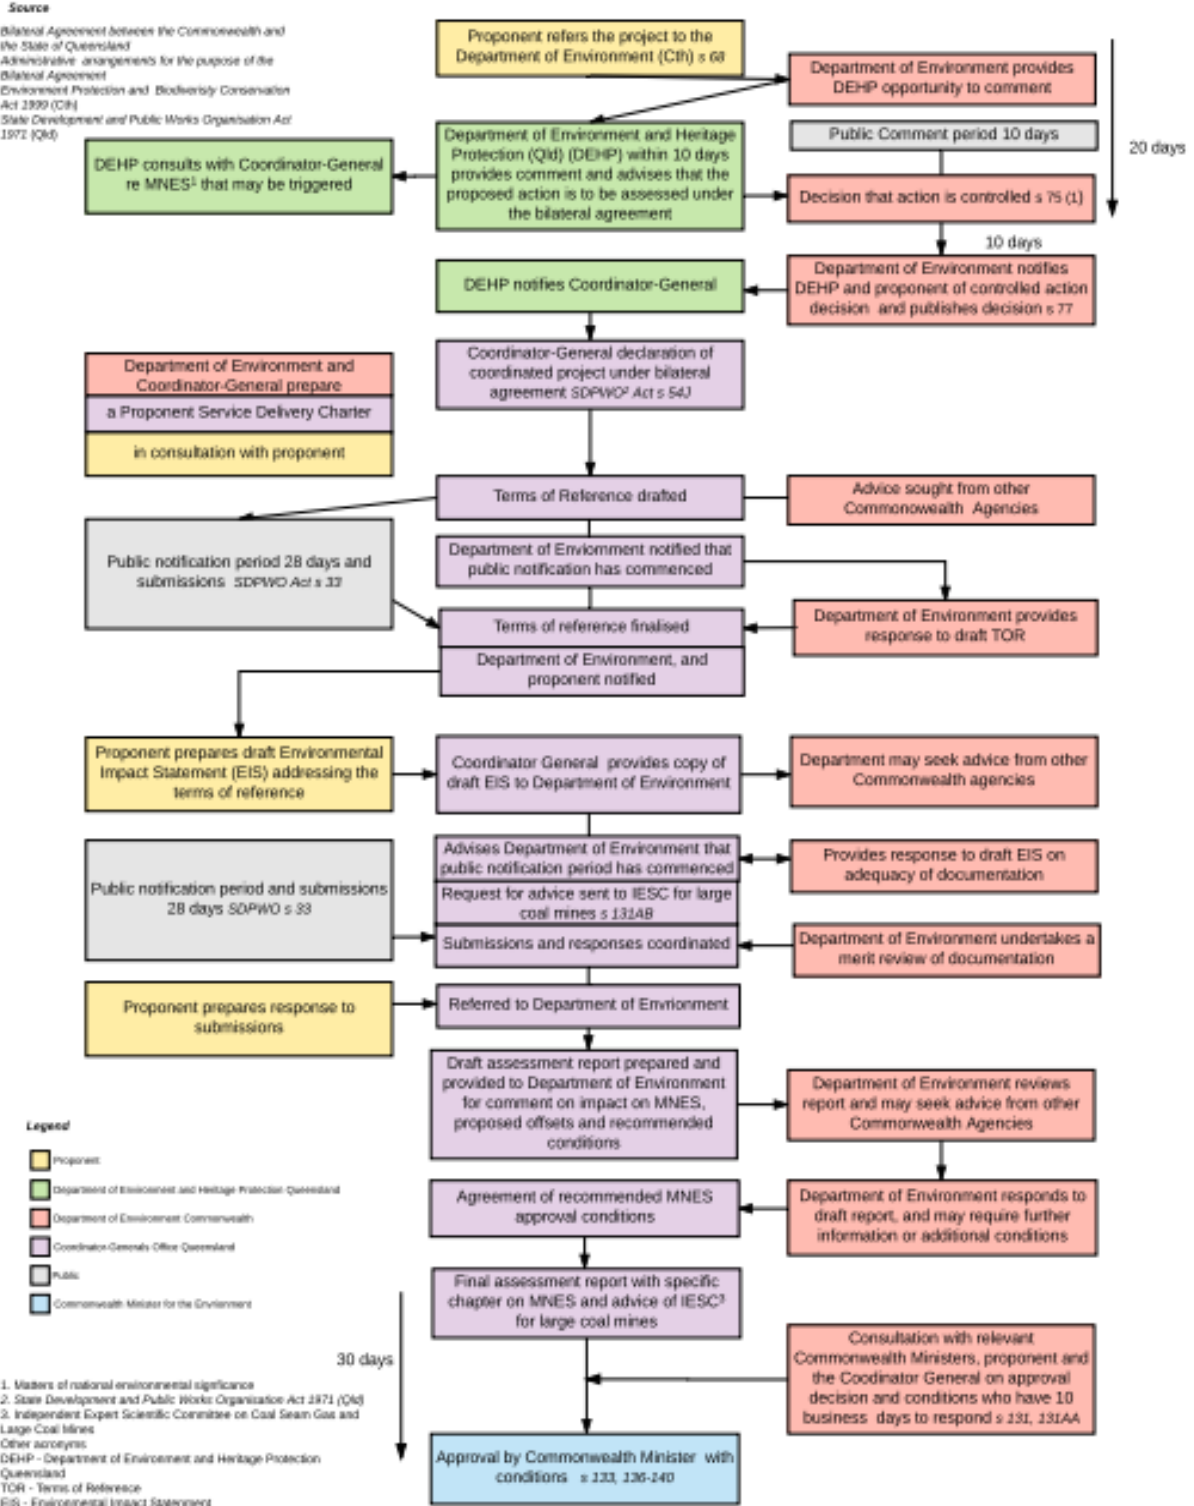 Source
Bilateral Agreement between the Commonwealth and
the State of Queensland
Administrative arrangements for the purpose of the
Bilateral Agreement
Environment Protection and Biodiveristy Conservation
Act 1999 (Cth)
State Development and Public Works Organisation Act
1971 (Qld)
Proponent refers the project to the
Department of Environment (Cth) s 68
Department of Environment provides
DEHP opportunity to comment
Public Comment period 10 days
20 days
DEHP consults with Coordinator-General
re MNES1 that may be triggered
Department of Environment and Heritage
Protection (Qld) (DEHP) within 10 days
provides comment and advises that the
proposed action is to be assessed under
the bilateral agreement
Decision that action is controlled s 75 (1)
10 days
DEHP notifies Coordinator-General
Department of Environment notifies
DEHP and proponent of controlled action
decision and publishes decision s 77
Coordinator-General declaration of
coordinated project under bilateral
agreement SDPWO2 Act s 54J
Department of Environment and
Coordinator-General prepare
a Proponent Service Delivery Charter
in consultation with proponent
Terms of Reference drafted
Advice sought from other
Commonowealth Agencies
Public notification period 28 days and
submissions SDPWO Act s 33
Department of Enviornment notified that
public notification has commenced
Terms of reference finalised
Department of Environment, and
proponent notified
Department of Environment provides
response to draft TOR
Proponent prepares draft Environmental
Impact Statement (EIS) addressing the
terms of reference
Coordinator General provides copy of
draft EIS to Department of Environment
Department may seek advice from other
Commonwealth agencies
Public notification period and submissions
28 days SDPWO s 33
Advises Department of Environment that
public notification period has commenced
Request for advice sent to IESC for large
coal mines s 131AB
Submissions and responses coordinated
Provides response to draft EIS on
adequacy of documentation
Department of Environment undertakes a
merit review of documentation
Proponent prepares response to
submissions
Referred to Department of Envrionment
Draft assessment report prepared and
provided to Department of Environment
for comment on impact on MNES,
proposed offsets and recommended
conditions
Department of Environment reviews
report and may seek advice from other
Commonwealth Agencies
Agreement of recommended MNES
approval conditions
Department of Environment responds to
draft report, and may require further
information or additional conditions
Final assessment report with specific
chapter on MNES and advice of IESC3
for large coal mines
Consultation with relevant
Commonwealth Ministers, proponent and
the Coodinator General on approval
decision and conditions who have 10
business days to respond s 131, 131AA
30 days
Approval by Commonwealth Minister with
conditions s 133, 136-140
Legend
Proponent
Department of Environment and Heritage Protection Queensland
Department of Environment Commonwealth
Coordinator-Generals Office Queensland
Public
Commonwealth Minister for the Envrionment
1. Matters of national environmental signficance
2. State Development and Public Works Organisation Act 1971 (Qld)
3. Independent Expert Scientific Committee on Coal Seam Gas and
Large Coal Mines
Other acronyms
DEHP - Department of Environment and Heritage Protection
Queensland
TOR - Terms of Reference
EIS - Environmental Impact Statenment